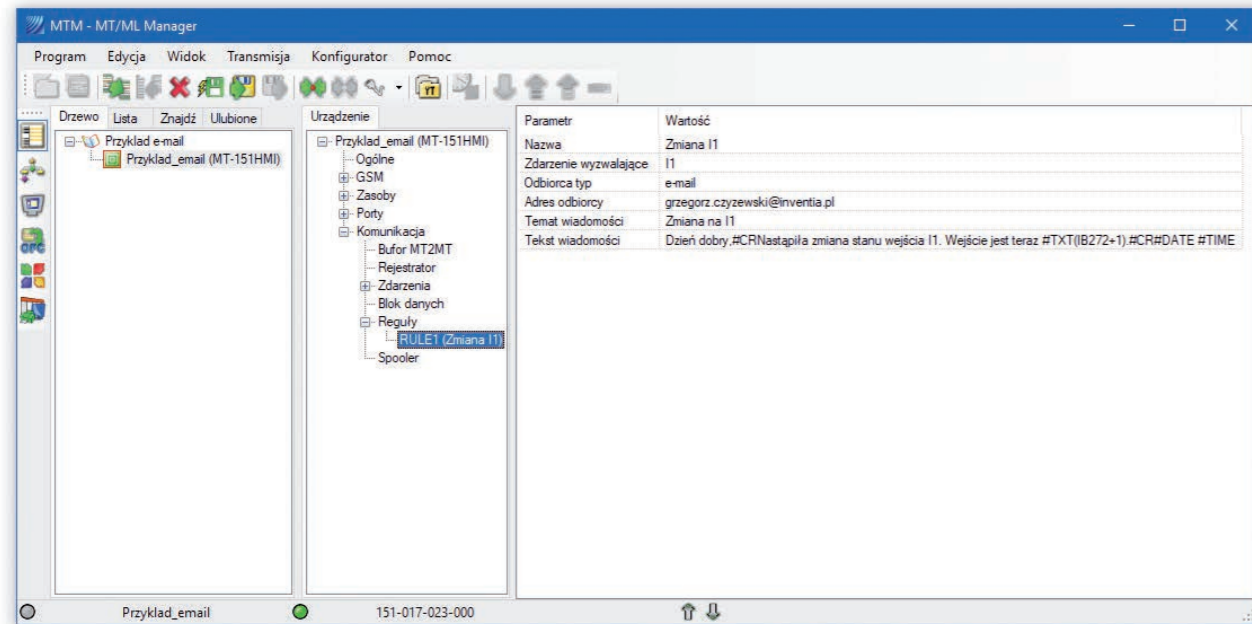 MTM - MT/ML Manager
Program Edycja Widok Transmisja Konfigurator Pomoc
Drzewo Lista Znajdź Ulubione
Przykład e-mail
Przyklad_email (MT-151HMI)
Urządzenie
Przyklad_email (MT-151HMI)
Ogólne
GSM
Zasoby
Porty
Komunikacja
Bufor MT2MT
Rejestrator
Zdarzenia
Blok danych
Reguły
RULE1 (Zmiana I1)
Spooler
Parametr Wartość
Nazwa Zmiana I1
Zdarzenie wyzwalające I1
Odbiorca typ e-mail
Adres odbiorcy grzegorz.czyzewski@inventia.pl
Temat wiadomości Zmiana na I1
Tekst wiadomości Dzień dobry,#CRNastąpiła zmiana stanu wejścia I1. Wejście jest teraz #TXT(IB272+1).#CR#DATE #TIME
Przyklad_email 151-017-023-000